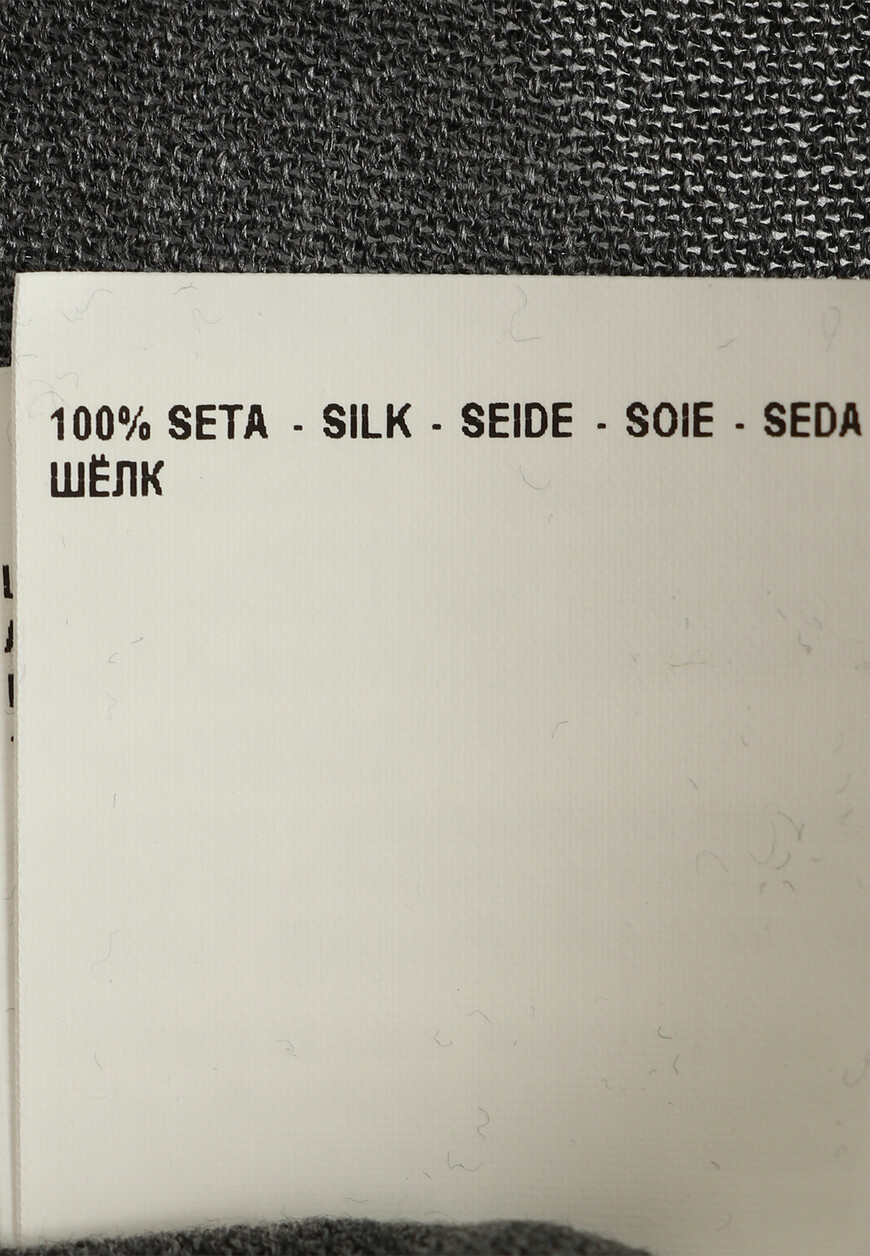 100% SETA - SILK - SEIDE - SOIE - SEDA
ШЁЛК